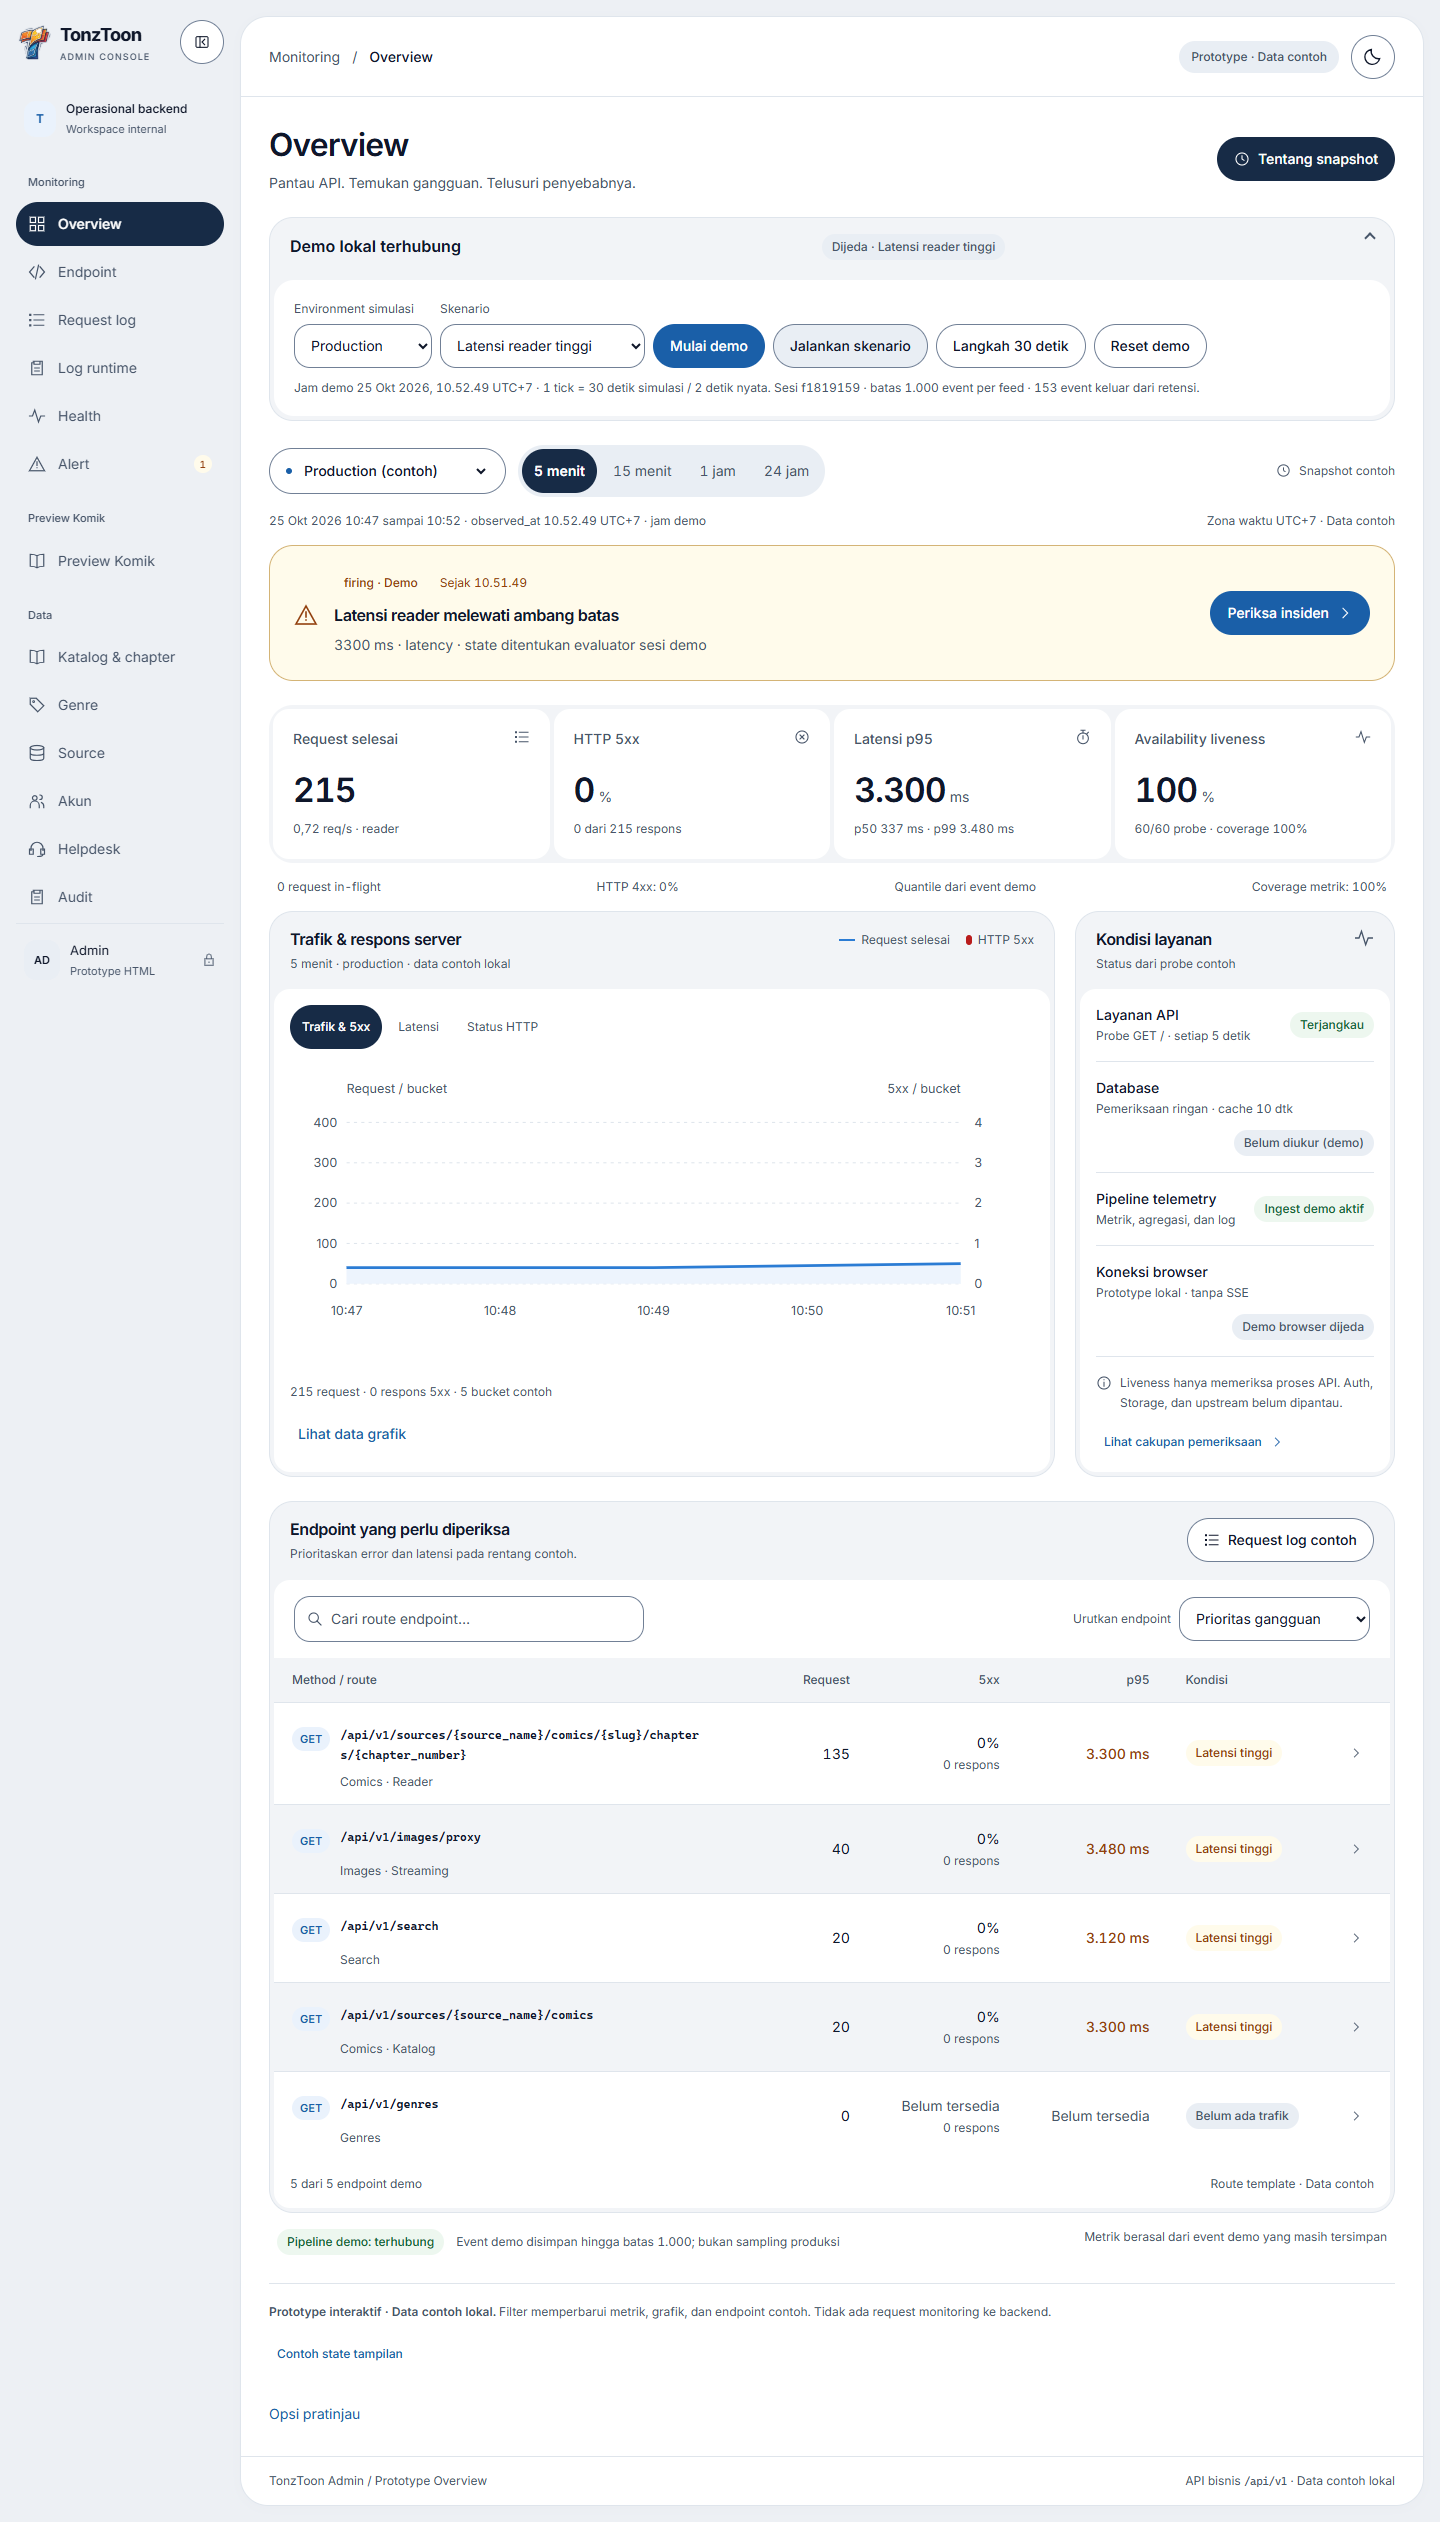 TonzToon
ADMIN CONSOLE
T
Operasional backend
Workspace internal
Monitoring
Overview
Endpoint
Request log
Log runtime
Health
Alert
1
Preview Komik
Preview Komik
Data
Katalog & chapter
Genre
Source
Akun
Helpdesk
Audit
AD
Admin
Prototype HTML
Monitoring / Overview
Prototype · Data contoh
Overview
Pantau API. Temukan gangguan. Telusuri penyebabnya.
Tentang snapshot
Demo lokal terhubung
Dijeda · Latensi reader tinggi
Environment simulasi
Skenario
Production
Latensi reader tinggi
Mulai demo
Jalankan skenario
Langkah 30 detik
Reset demo
Jam demo 25 Okt 2026, 10.52.49 UTC+7 · 1 tick = 30 detik simulasi / 2 detik nyata. Sesi f1819159 · batas 1.000 event per feed · 153 event keluar dari retensi.
Production (contoh)
5 menit
15 menit
1 jam
24 jam
Snapshot contoh
25 Okt 2026 10:47 sampai 10:52 · observed_at 10.52.49 UTC+7 · jam demo
Zona waktu UTC+7 · Data contoh
firing · Demo
Sejak 10.51.49
Latensi reader melewati ambang batas
3300 ms · latency · state ditentukan evaluator sesi demo
Periksa insiden
Request selesai
215
0,72 req/s · reader
HTTP 5xx
0 %
0 dari 215 respons
Latensi p95
3.300 ms
p50 337 ms · p99 3.480 ms
Availability liveness
100 %
60/60 probe · coverage 100%
0 request in-flight
HTTP 4xx: 0%
Quantile dari event demo
Coverage metrik: 100%
Trafik & respons server
5 menit · production · data contoh lokal
Request selesai
HTTP 5xx
Trafik & 5xx
Latensi
Status HTTP
Request / bucket
5xx / bucket
400
4
300
3
200
2
100
1
0
0
10:47
10:48
10:49
10:50
10:51
215 request · 0 respons 5xx · 5 bucket contoh
Lihat data grafik
Kondisi layanan
Status dari probe contoh
Layanan API
Probe GET / · setiap 5 detik
Terjangkau
Database
Pemeriksaan ringan · cache 10 dtk
Belum diukur (demo)
Pipeline telemetry
Metrik, agregasi, dan log
Ingest demo aktif
Koneksi browser
Prototype lokal · tanpa SSE
Demo browser dijeda
Liveness hanya memeriksa proses API. Auth,
Storage, dan upstream belum dipantau.
Lihat cakupan pemeriksaan
Endpoint yang perlu diperiksa
Prioritaskan error dan latensi pada rentang contoh.
Request log contoh
Cari route endpoint...
Urutkan endpoint
Prioritas gangguan
Method / route
Request
5xx
p95
Kondisi
GET
/api/v1/sources/{source_name}/comics/{slug}/chapter
s/{chapter_number}
Comics · Reader
135
0%
0 respons
3.300 ms
Latensi tinggi
GET
/api/v1/images/proxy
Images · Streaming
40
0%
0 respons
3.480 ms
Latensi tinggi
GET
/api/v1/search
Search
20
0%
0 respons
3.120 ms
Latensi tinggi
GET
/api/v1/sources/{source_name}/comics
Comics · Katalog
20
0%
0 respons
3.300 ms
Latensi tinggi
GET
/api/v1/genres
Genres
0
Belum tersedia
0 respons
Belum tersedia
Belum ada trafik
5 dari 5 endpoint demo
Route template · Data contoh
Pipeline demo: terhubung
Event demo disimpan hingga batas 1.000; bukan sampling produksi
Metrik berasal dari event demo yang masih tersimpan
Prototype interaktif · Data contoh lokal. Filter memperbarui metrik, grafik, dan endpoint contoh. Tidak ada request monitoring ke backend.
Contoh state tampilan
Opsi pratinjau
TonzToon Admin / Prototype Overview
API bisnis /api/v1 · Data contoh lokal